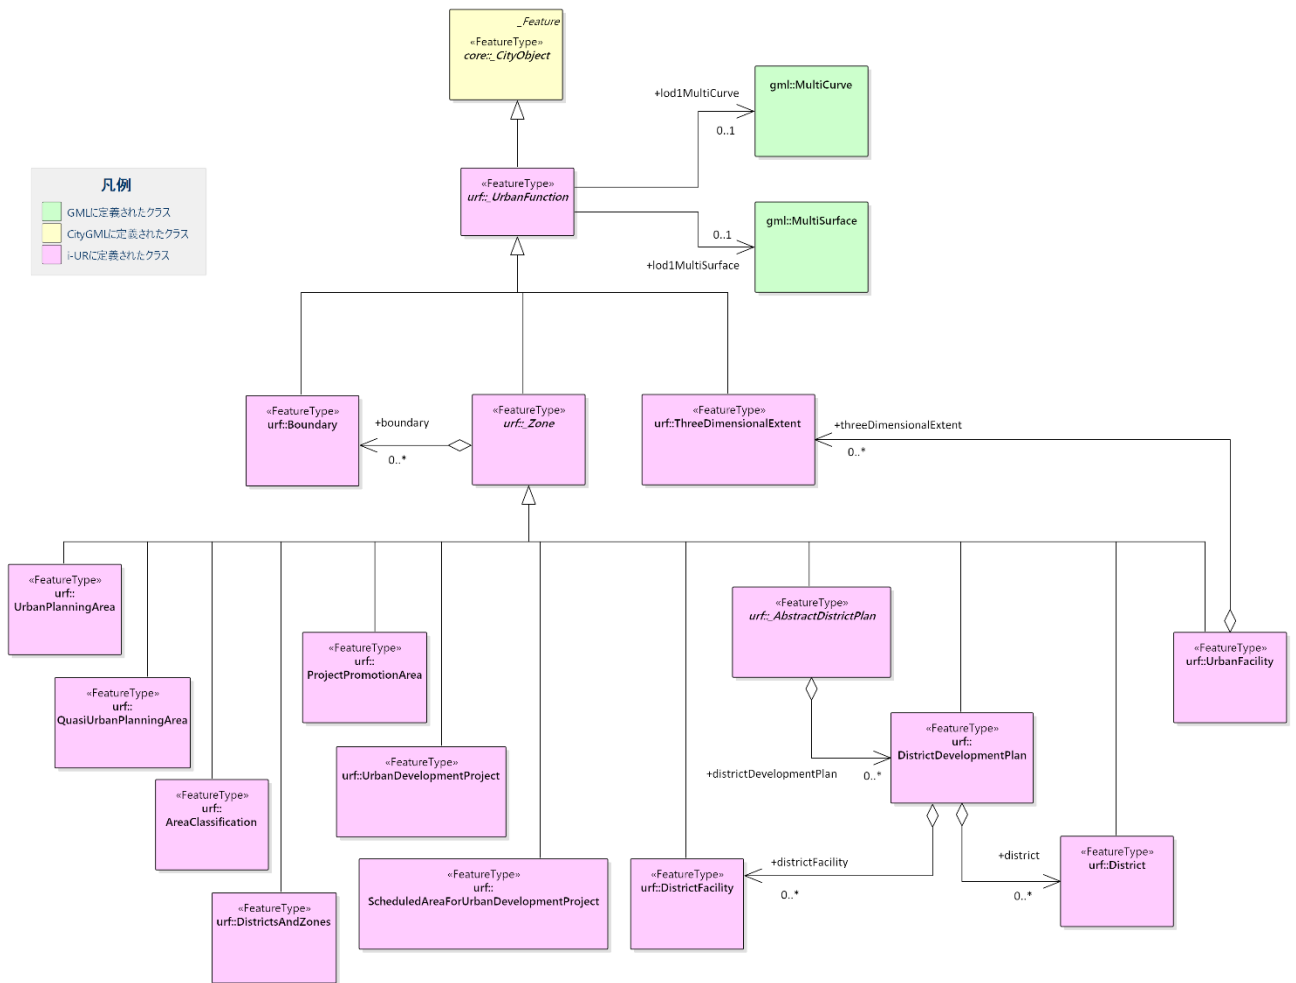 _Feature
«FeatureType»
core::_CityObject
gml::MultiCurve
+lod1MultiCurve
0..1
凡例
GMLに定義されたクラス
CityGMLに定義されたクラス
i-URに定義されたクラス
«FeatureType»
urf::_UrbanFunction
gml::MultiSurface
0..1
+lod1MultiSurface
«FeatureType»
urf::Boundary
+boundary
0..*
«FeatureType»
urf::_Zone
«FeatureType»
urf::ThreeDimensionalExtent
+threeDimensionalExtent
0..*
«FeatureType»
urf::
UrbanPlanningArea
«FeatureType»
urf::
QuasiUrbanPlanningArea
«FeatureType»
urf::
AreaClassification
«FeatureType»
urf::DistrictsAndZones
«FeatureType»
urf::
ProjectPromotionArea
«FeatureType»
urf::UrbanDevelopmentProject
«FeatureType»
urf::
ScheduledAreaForUrbanDevelopmentProject
«FeatureType»
urf::DistrictFacility
«FeatureType»
urf::_AbstractDistrictPlan
+districtDevelopmentPlan
0..*
«FeatureType»
urf::
DistrictDevelopmentPlan
+districtFacility
0..*
+district
0..*
«FeatureType»
urf::District
«FeatureType»
urf::UrbanFacility